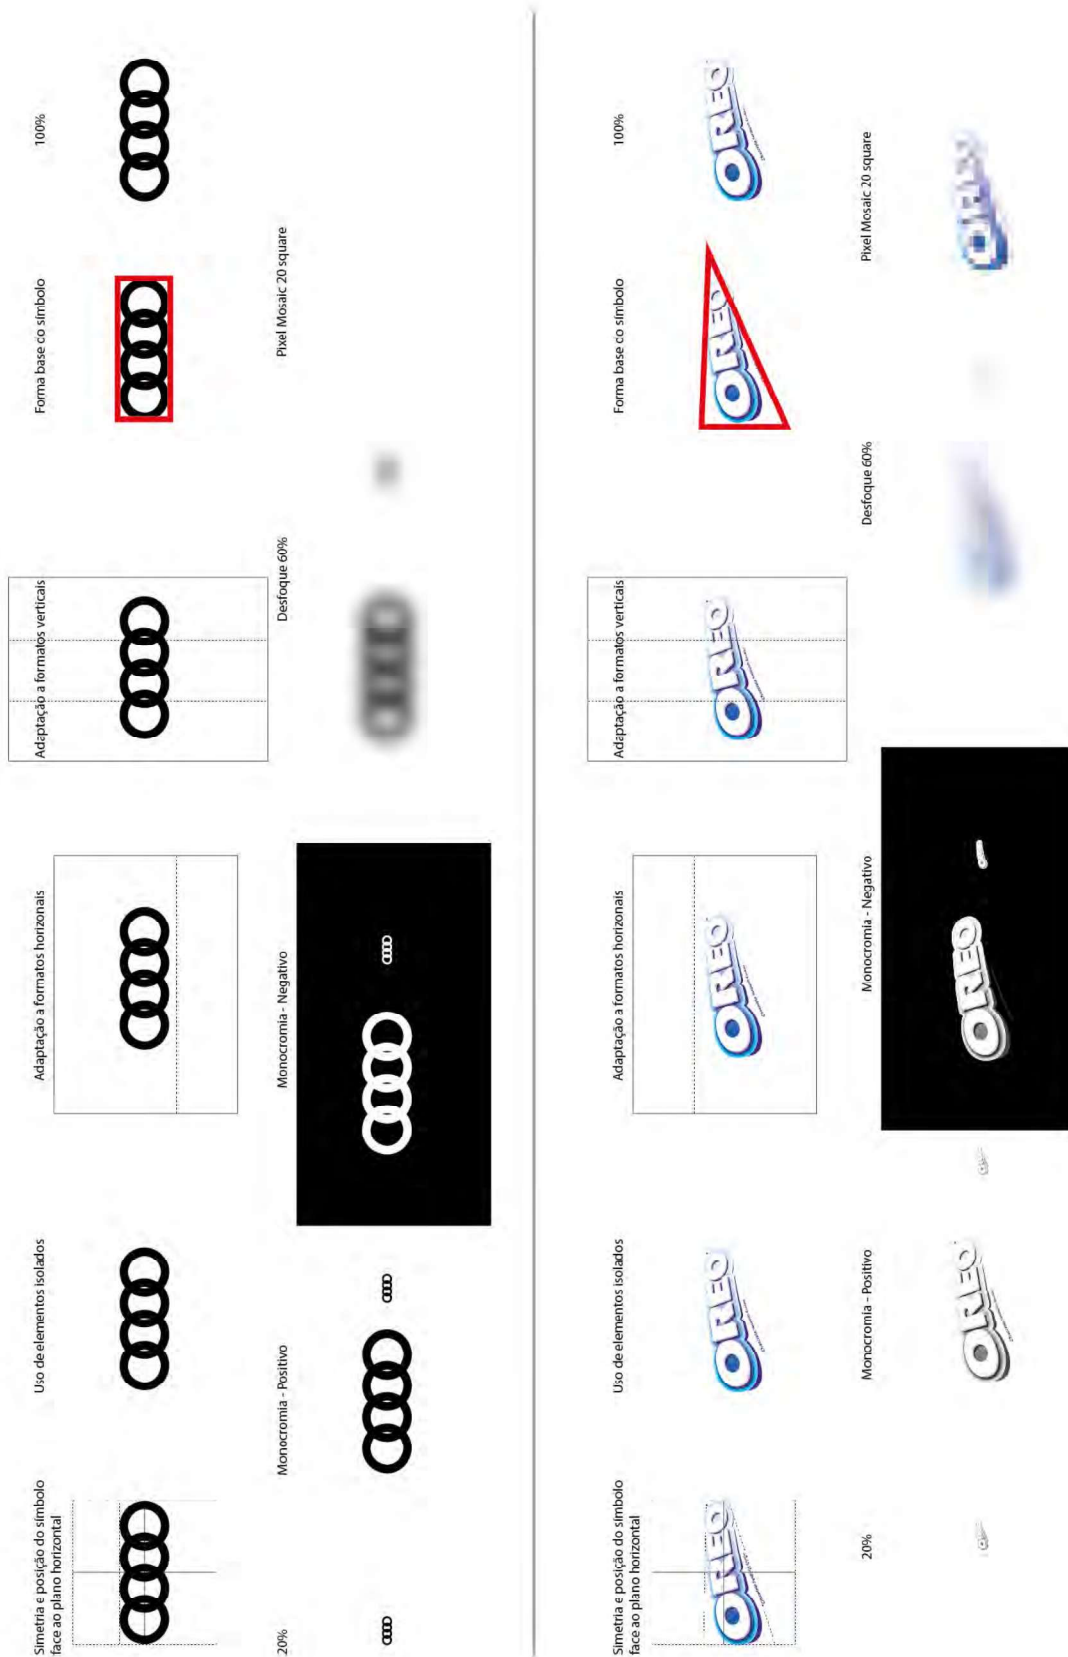 Simetria e posição do símbolo
face ao plano horizontal
Uso de elementos isolados
Adaptação a formatos horizonais
Adaptação a formatos verticais
Forma base co símbolo
100%
20%
Monocromia - Positivo
Monocromia - Negativo
Desfoque 60%
Pixel Mosaic 20 square
Simetria e posição do símbolo
face ao plano horizontal
Uso de elementos isolados
Adaptação a formatos horizonais
Adaptação a formatos verticais
Forma base co símbolo
100%
OREO
OREO
OREO
OREO
OREO
OREO
20%
Monocromia - Positivo
Monocromia - Negativo
Desfoque 60%
Pixel Mosaic 20 square
OREO
OREO